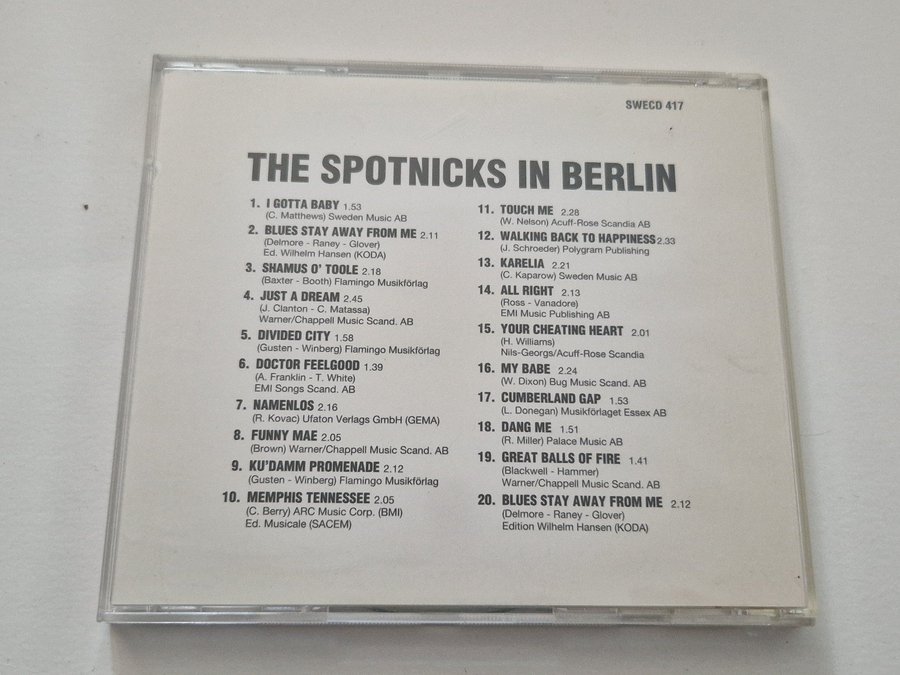 SWECD 417
THE SPOTNICKS IN BERLIN
1. I GOTTA BABY 1.53
(C. Matthews) Sweden Music AB
2. BLUES STAY AWAY FROM ME 2.11
(Delmore - Raney - Glover)
Ed. Wilhelm Hansen (KODA)
3. SHAMUS O' TOOLE 2.18
(Baxter - Booth) Flamingo Musikförlag
4. JUST A DREAM 2.45
(J. Clanton - C. Matassa)
Warner/Chappell Music Scand. AB
5. DIVIDED CITY 1.58
(Gusten - Winberg) Flamingo Musikförlag
6. DOCTOR FEELGOOD 1.39
(A. Franklin - T. White)
EMI Songs Scand. AB
7. NAMENLOS 2.16
(R. Kovac) Ufaton Verlags GmbH (GEMA)
8. FUNNY MAE 2.05
(Brown) Warner/Chappell Music Scand. AB
9. KU'DAMM PROMENADE 2.12
(Gusten - Winberg) Flamingo Musikförlag
10. MEMPHIS TENNESSEE 2.05
(C. Berry) ARC Music Corp. (BMI)
Ed. Musicale (SACEM)
11. TOUCH ME 2.28
(W. Nelson) Acuff-Rose Scandia AB
12. WALKING BACK TO HAPPINESS 2.33
(J. Schroeder) Polygram Publishing
13. KARELIA 2.21
(C. Kaparow) Sweden Music AB
14. ALL RIGHT 2.13
(Ross - Vanadore)
EMI Music Publishing AB
15. YOUR CHEATING HEART 2.01
(H. Williams)
Nils-Georgs/Acuff-Rose Scandia
16. MY BABE 2.24
(W. Dixon) Bug Music Scand. AB
17. CUMBERLAND GAP 1.53
(L. Donegan) Musikförlaget Essex AB
18. DANG ME 1.51
(R. Miller) Palace Music AB
19. GREAT BALLS OF FIRE 1.41
(Blackwell - Hammer)
Warner/Chappell Music Scand. AB
20. BLUES STAY AWAY FROM ME 2.12
(Delmore - Raney - Glover)
Edition Wilhelm Hansen (KODA)